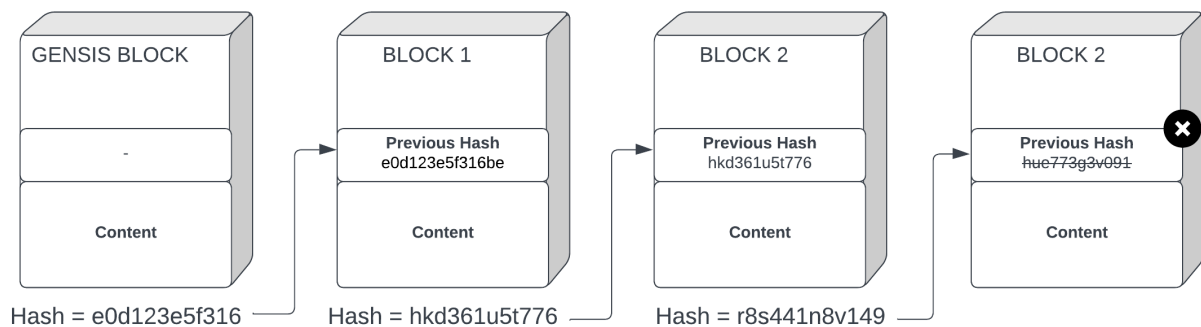 GENSIS BLOCK
-
Content
Hash = e0d123e5f316
BLOCK 1
Previous Hash
e0d123e5f316be
Content
Hash = hkd361u5t776
BLOCK 2
Previous Hash
hkd361u5t776
Content
Hash = r8s441n8v149
BLOCK 2
Previous Hash
hue773g3v091
Content